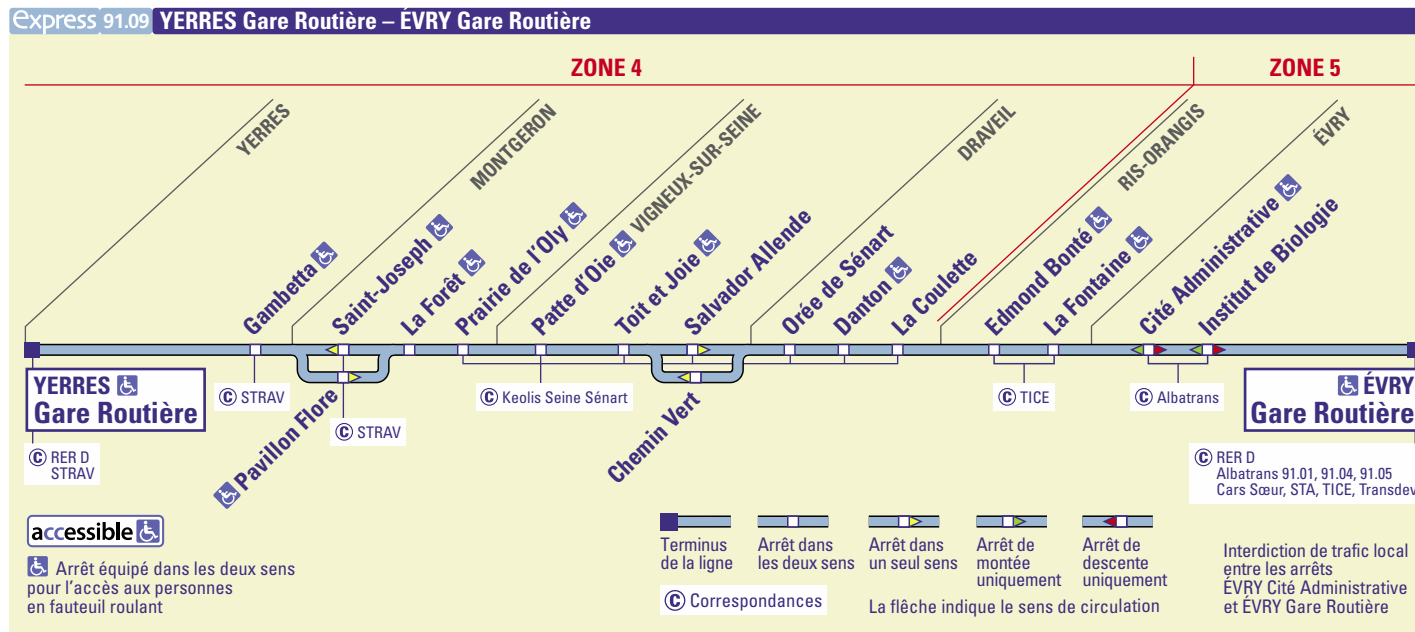 express 91.09 YERRES Gare Routière – ÉVRY Gare Routière
ZONE 4
ZONE 5
YERRES
MONTGERON
VIGNEUX-SUR-SEINE
DRAVEIL
RIS-ORANGIS
ÉVRY
Gambetta
Saint-Joseph
La Forêt
Prairie de l'Oly
Patte d'Oie
Toit et Joie
Salvador Allende
Orée de Sénart
Danton
La Coulette
Edmond Bonté
La Fontaine
Cité Administrative
Institut de Biologie
YERRES
Gare Routière
C RER D
STRAV
C STRAV
Pavillon Flore
C STRAV
C Keolis Seine Sénart
Chemin Vert
C TICE
C Albatrans
ÉVRY
Gare Routière
C RER D
Albatrans 91.01, 91.04, 91.05
Cars Sœur, STA, TICE, Transdev
accessible
Arrêt équipé dans les deux sens
pour l'accès aux personnes
en fauteuil roulant
Terminus
de la ligne
Arrêt dans
les deux sens
Arrêt dans
un seul sens
Arrêt de
montée
uniquement
Arrêt de
descente
uniquement
C Correspondances
La flêche indique le sens de circulation
Interdiction de trafic local
entre les arrêts
ÉVRY Cité Administrative
et ÉVRY Gare Routière